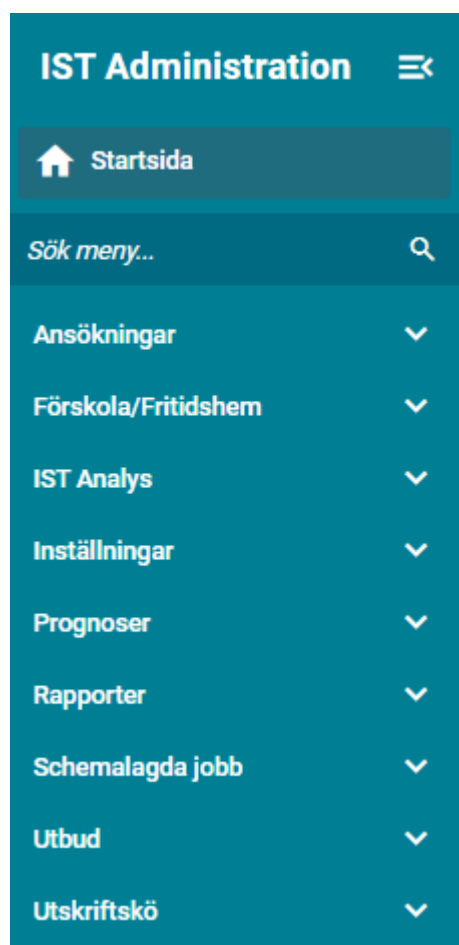 IST Administration
Startsida
Sök meny...
Ansökningar
Förskola/Fritidshem
IST Analys
Inställningar
Prognoser
Rapporter
Schemalagda jobb
Utbud
Utskriftskö